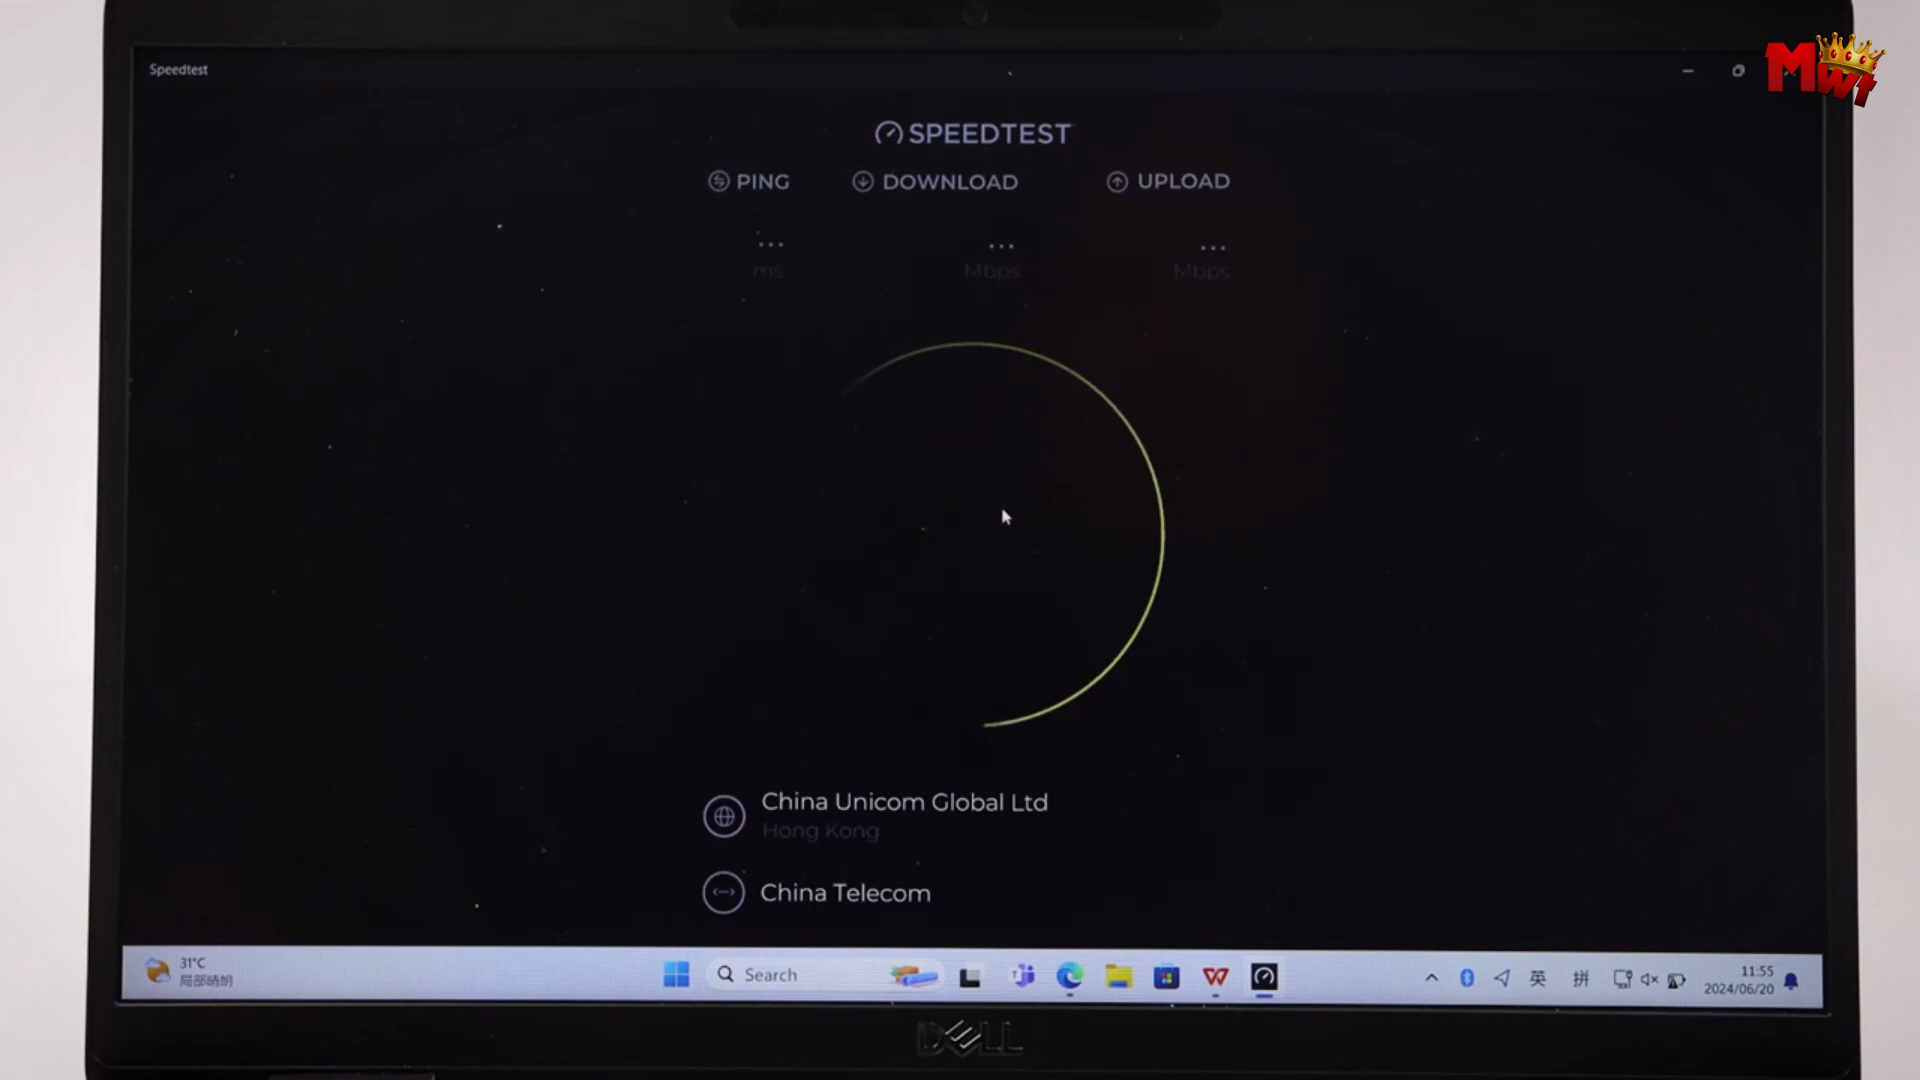 Speedtest
Mwt
SPEEDTEST
PING
DOWNLOAD
UPLOAD
...
...
...
ms
Mbps
Mbps
China Unicom Global Ltd
Hong Kong
China Telecom
31°C
局部晴朗
Search
英
拼
11:55
2024/06/20
DELL